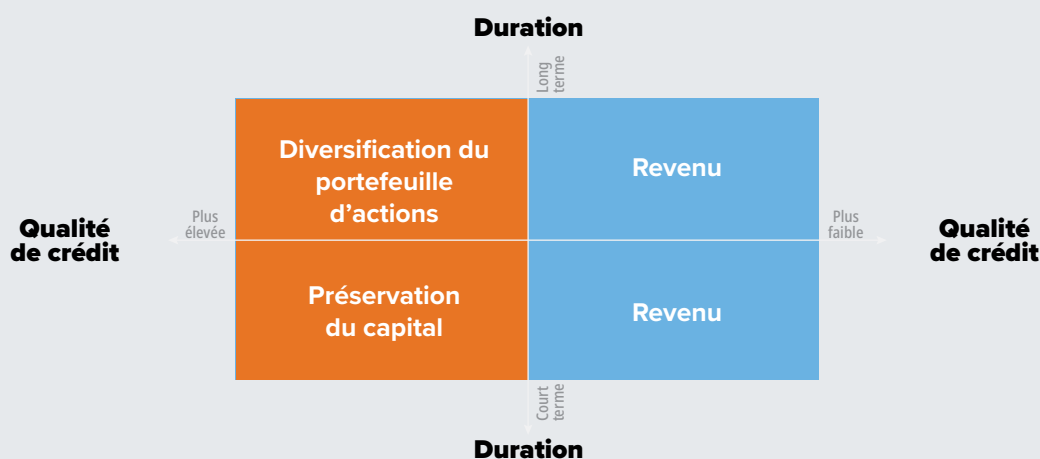 Duration
Long
terme
Diversification du
portefeuille
d’actions
Revenu
Qualité
de crédit
Plus
élevée
Plus
faible
Qualité
de crédit
Préservation
du capital
Revenu
Court
terme
Duration